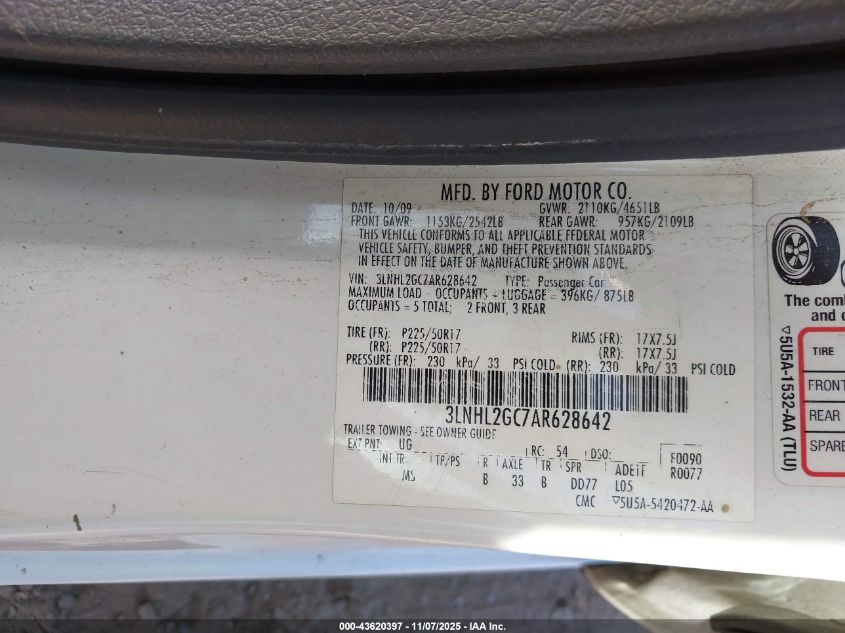 MFD. BY FORD MOTOR CO.
DATE: 10/09 GVWR: 2110KG/4651LB
FRONT GAWR: 1153KG/2542LB REAR GAWR: 957KG/2109LB
THIS VEHICLE CONFORMS TO ALL APPLICABLE FEDERAL MOTOR
VEHICLE SAFETY, BUMPER, AND THEFT PREVENTION STANDARDS
IN EFFECT ON THE DATE OF MANUFACTURE SHOWN ABOVE.
VIN: 3LNHL2GC7AR628642 TYPE: Passenger Car
MAXIMUM LOAD = OCCUPANTS + LUGGAGE = 396KG/ 875LB
OCCUPANTS = 5 TOTAL; 2 FRONT, 3 REAR
TIRE (FR): P225/50R17 RIMS (FR): 17X7.5J
(RR): P225/50R17 (RR): 17X7.5J
PRESSURE (FR): 230 kPa/ 33 PSI COLD (RR): 230 kPa/ 33 PSI COLD
3LNHL2GC7AR628642
TRAILER TOWING - SEE OWNER GUIDE
EXT PNT: UG RC: 54 DSO: F0090
INT TR TP/PS R AXLE TR SPR R0077
MS B 33 B DD77 L05
CMC ▽5U5A-5420472-AA
The comb
and c
▽5U5A-1532-AA (TLU)
TIRE
FRONT
REAR
SPARE
000-43620397 - 11/07/2025 - IAA Inc.